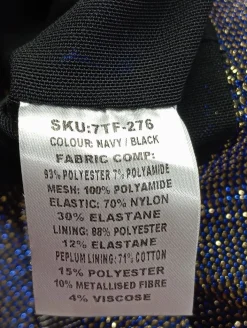 SKU:7TF-276
COLOUR: NAVY / BLACK
FABRIC COMP:
93% POLYESTER 7% POLYAMIDE
MESH: 100% POLYAMIDE
ELASTIC: 70% NYLON
30% ELASTANE
LINING: 88% POLYESTER
12% ELASTANE
PEPLUM LINING: 71% COTTON
15% POLYESTER
10% METALLISED FIBRE
4% VISCOSE